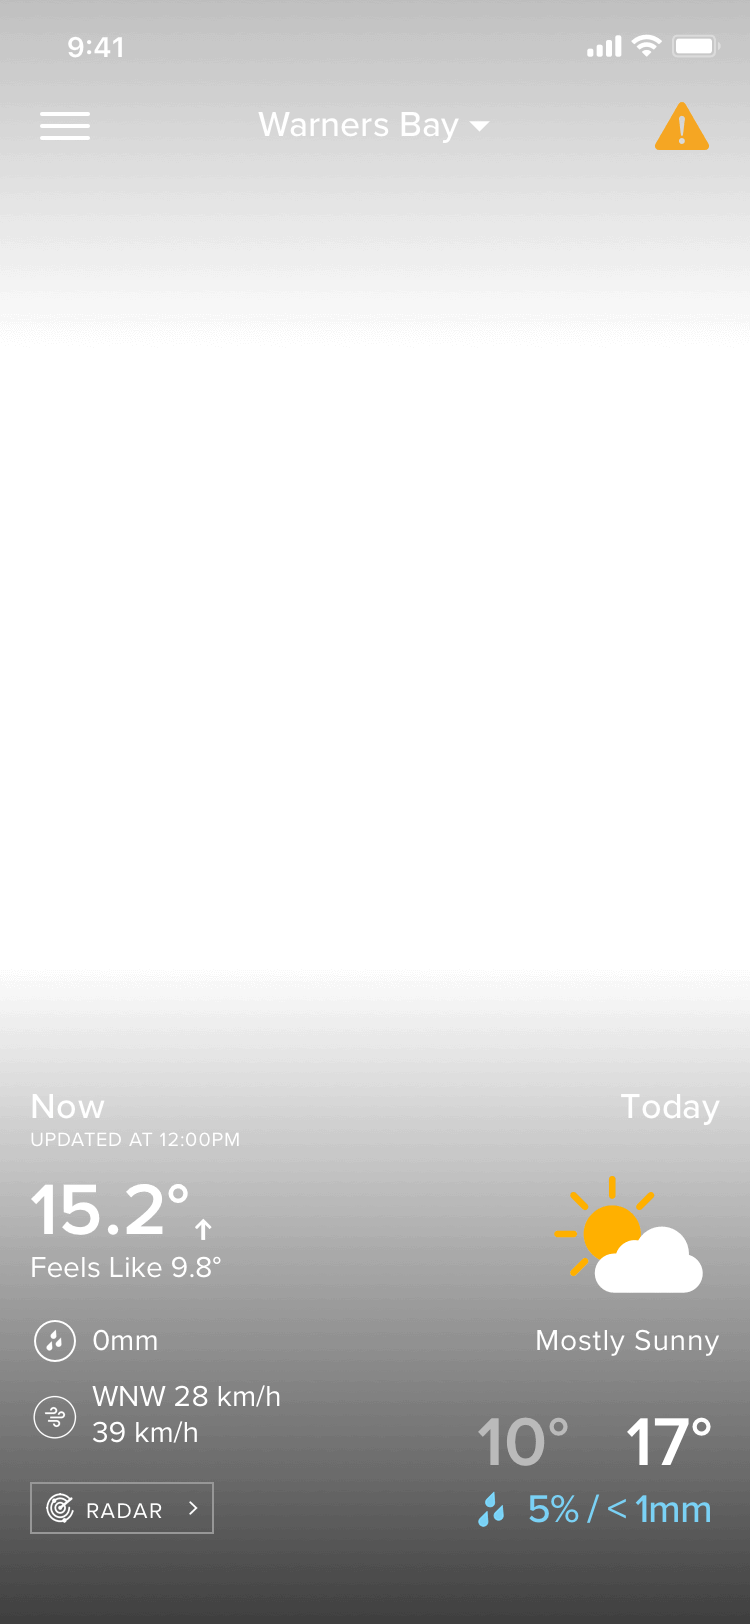 9:41
Warners Bay
Now
UPDATED AT 12:00PM
15.2°
Feels Like 9.8°
0mm
WNW 28 km/h
39 km/h
RADAR
Today
Mostly Sunny
10° 17°
5% / < 1mm